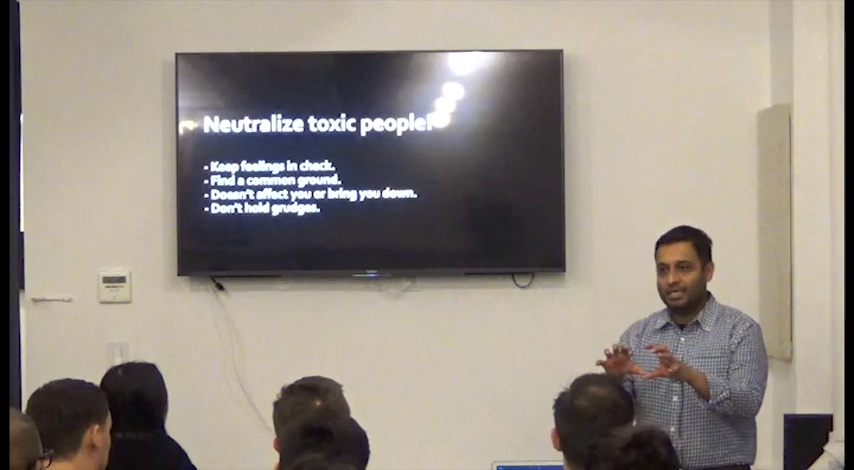 Neutralize toxic people!
- Keep feelings in check.
- Find a common ground.
- Doesn't affect you or bring you down.
- Don't hold grudges.